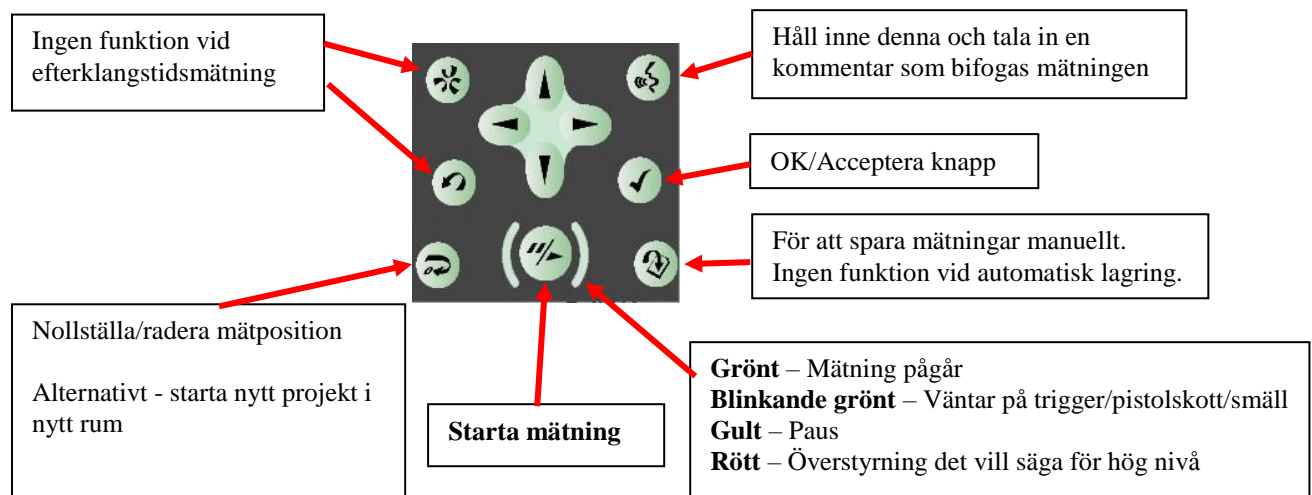 Ingen funktion vid
efterklangstidsmätning
Håll inne denna och tala in en
kommentar som bifogas mätningen
OK/Acceptera knapp
För att spara mätningar manuellt.
Ingen funktion vid automatisk lagring.
Nollställa/radera mätposition
Alternativt - starta nytt projekt i
nytt rum
Starta mätning
Grönt – Mätning pågår
Blinkande grönt – Väntar på trigger/pistolskott/smäll
Gult – Paus
Rött – Överstyrning det vill säga för hög nivå